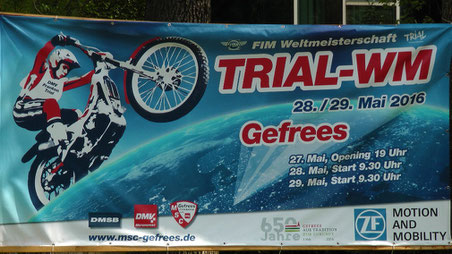 FIM Weltmeisterschaft TRIAL
TRIAL-WM
28./29. Mai 2016
Gefrees
27. Mai, Opening 19 Uhr
28. Mai, Start 9.30 Uhr
29. Mai, Start 9.30 Uhr
DMSB
DMV
MSC
www.msc-gefrees.de
650
Jahre
GEFREES
ZF
MOTION
AND
MOBILITY